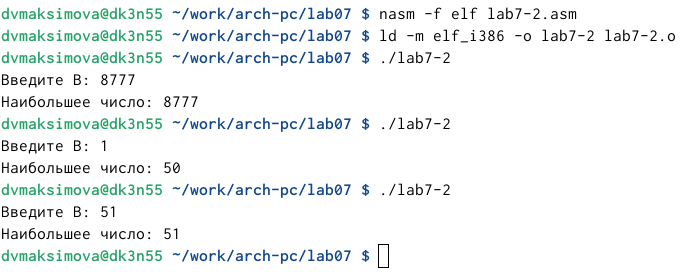 dvmaksimova@dk3n55 ~/work/arch-pc/lab07 $ nasm -f elf lab7-2.asm
dvmaksimova@dk3n55 ~/work/arch-pc/lab07 $ ld -m elf_i386 -o lab7-2 lab7-2.o
dvmaksimova@dk3n55 ~/work/arch-pc/lab07 $ ./lab7-2
Введите B: 8777
Наибольшее число: 8777
dvmaksimova@dk3n55 ~/work/arch-pc/lab07 $ ./lab7-2
Введите B: 1
Наибольшее число: 50
dvmaksimova@dk3n55 ~/work/arch-pc/lab07 $ ./lab7-2
Введите B: 51
Наибольшее число: 51
dvmaksimova@dk3n55 ~/work/arch-pc/lab07 $